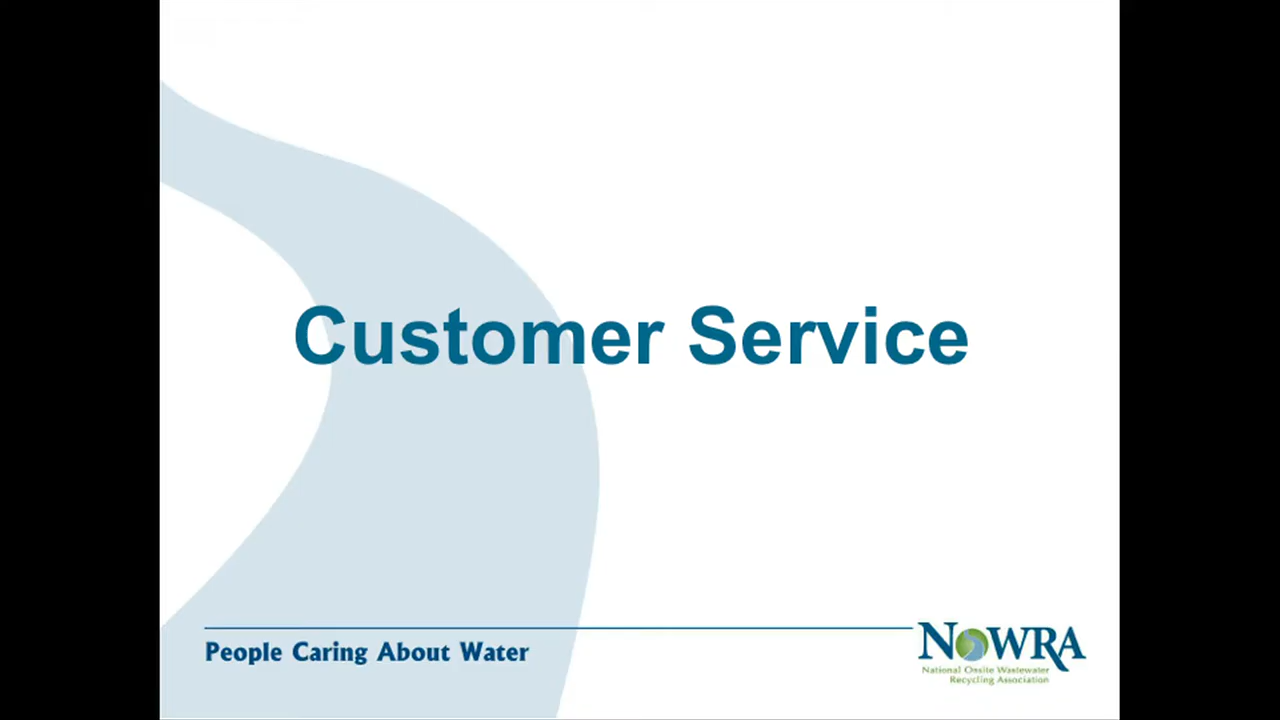 Customer Service
People Caring About Water
NOWRA
National Onsite Wastewater
Recycling Association